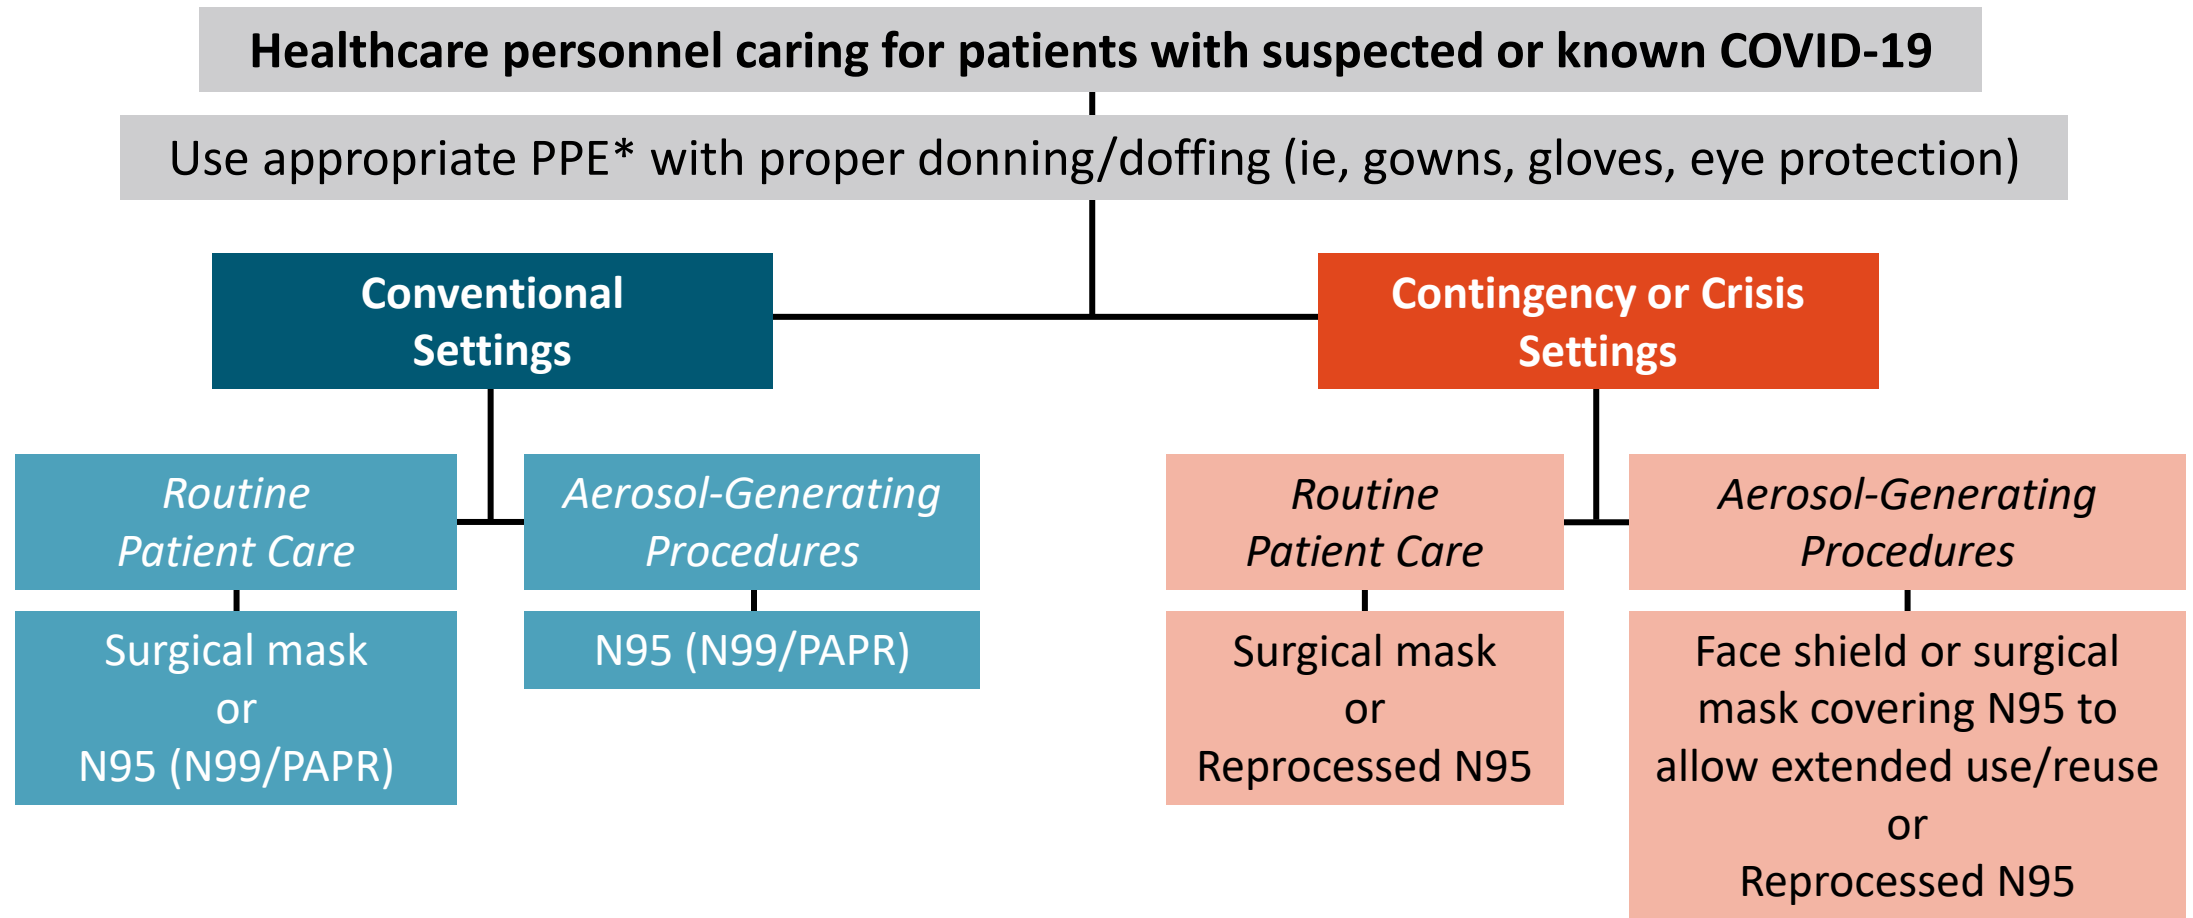 Healthcare personnel caring for patients with suspected or known COVID-19
Use appropriate PPE* with proper donning/doffing (ie, gowns, gloves, eye protection)
Conventional
Settings
Routine
Patient Care
Surgical mask
or
N95 (N99/PAPR)
Aerosol-Generating
Procedures
N95 (N99/PAPR)
Contingency or Crisis
Settings
Routine
Patient Care
Surgical mask
or
Reprocessed N95
Aerosol-Generating
Procedures
Face shield or surgical
mask covering N95 to
allow extended use/reuse
or
Reprocessed N95